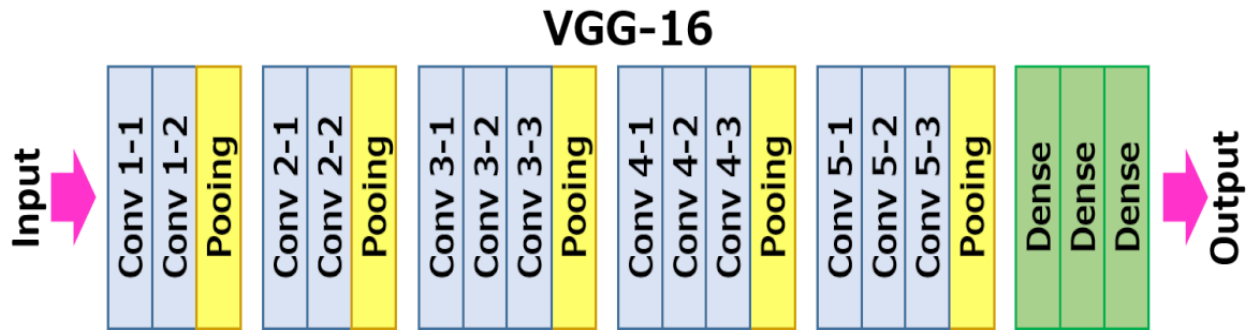 VGG-16
Input
Conv 1-1
Conv 1-2
Pooing
Conv 2-1
Conv 2-2
Pooing
Conv 3-1
Conv 3-2
Conv 3-3
Pooing
Conv 4-1
Conv 4-2
Conv 4-3
Pooing
Conv 5-1
Conv 5-2
Conv 5-3
Pooing
Dense
Dense
Dense
Output